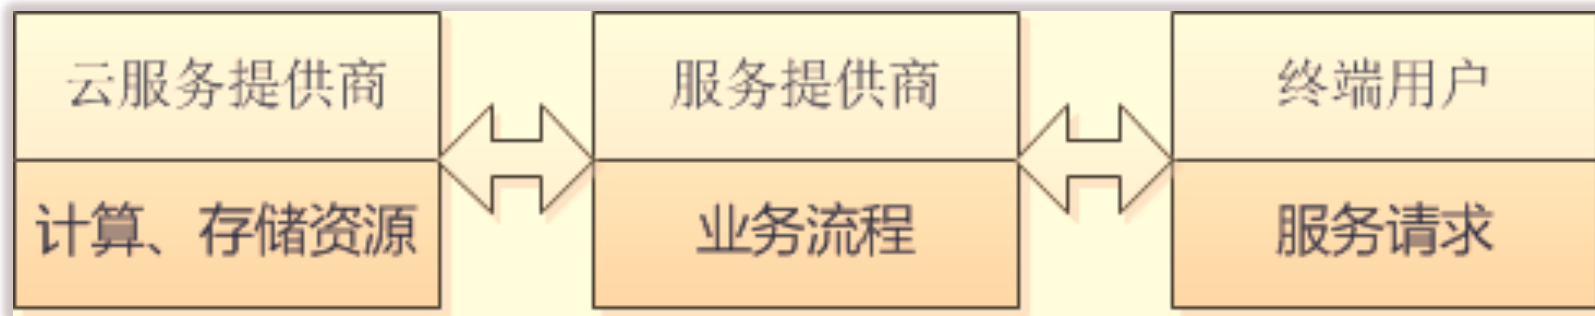 云服务提供商
计算、存储资源
服务提供商
业务流程
终端用户
服务请求